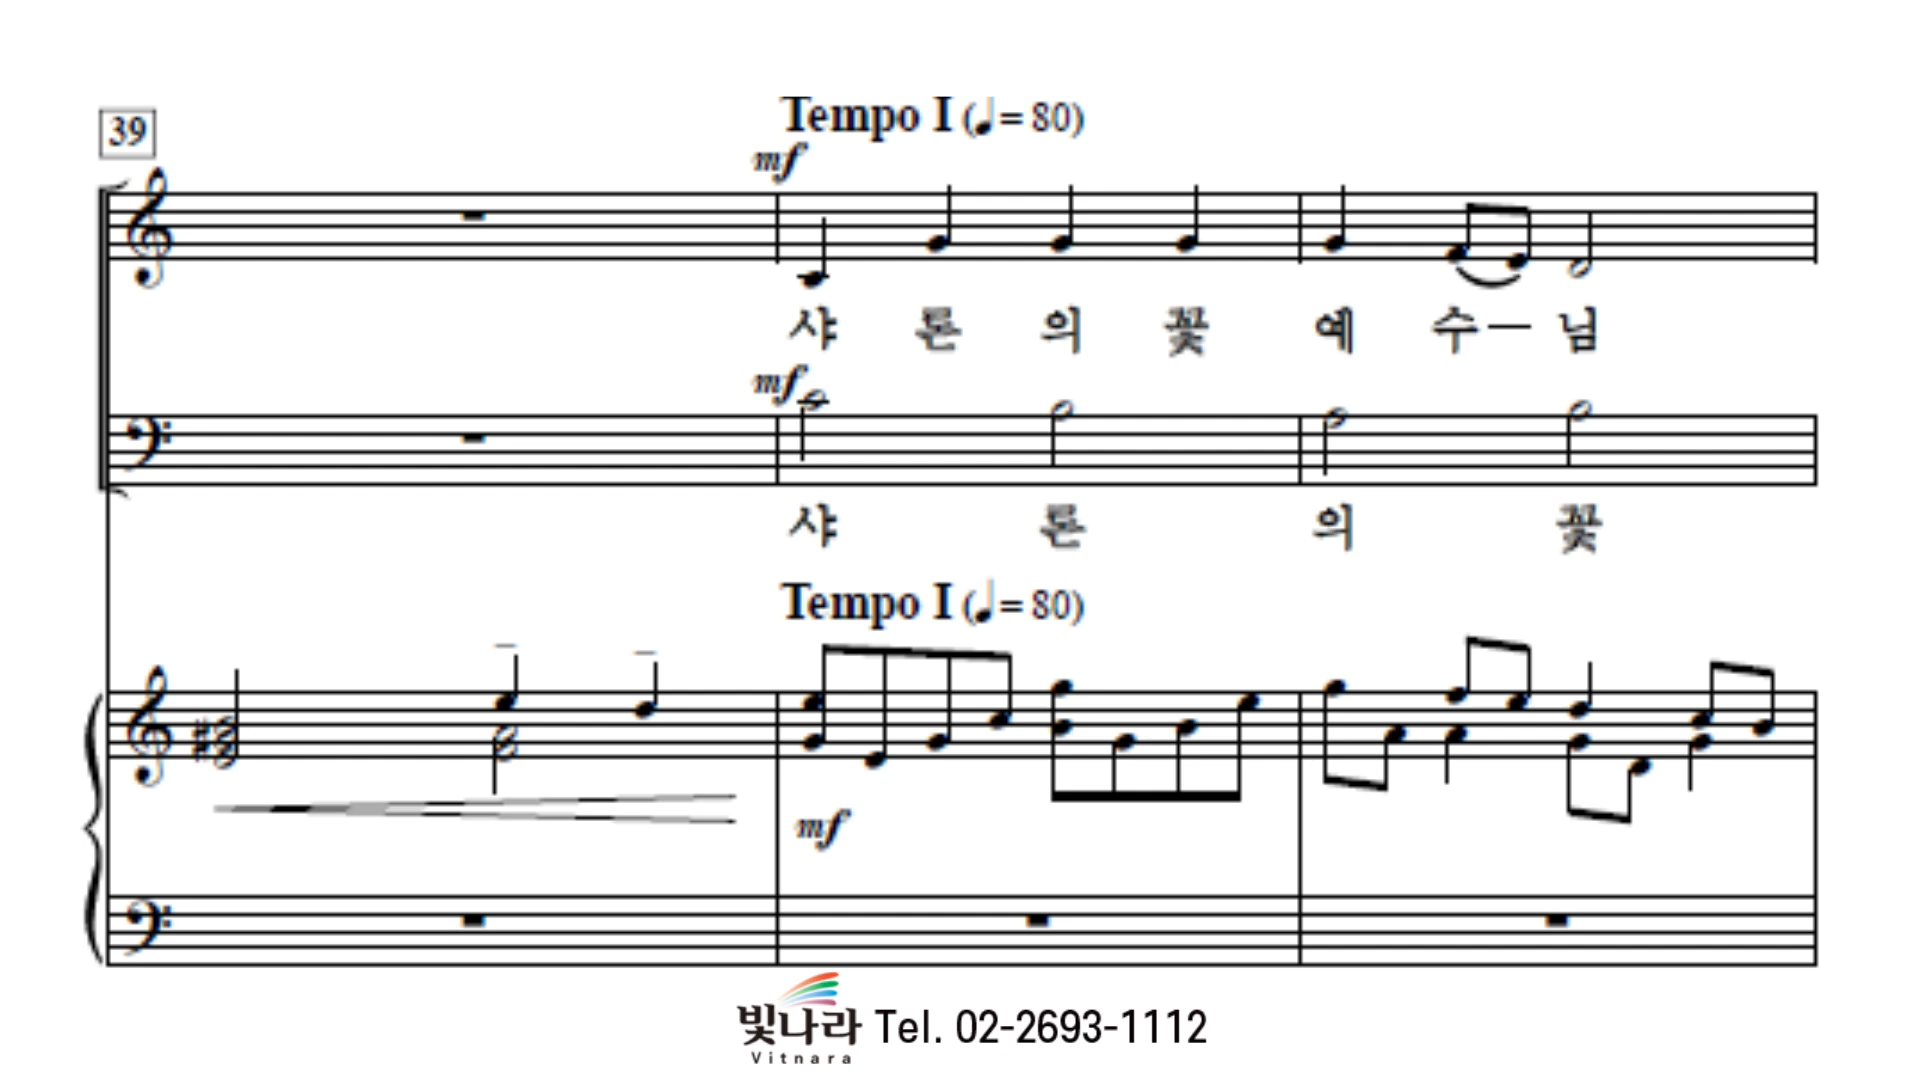 39
Tempo I (♩= 80)
mf
샤 론 의 꽃 예 수 — 님
mf
샤 론 의 꽃
Tempo I (♩= 80)
mf
빛나라 Tel. 02-2693-1112
Vitnara